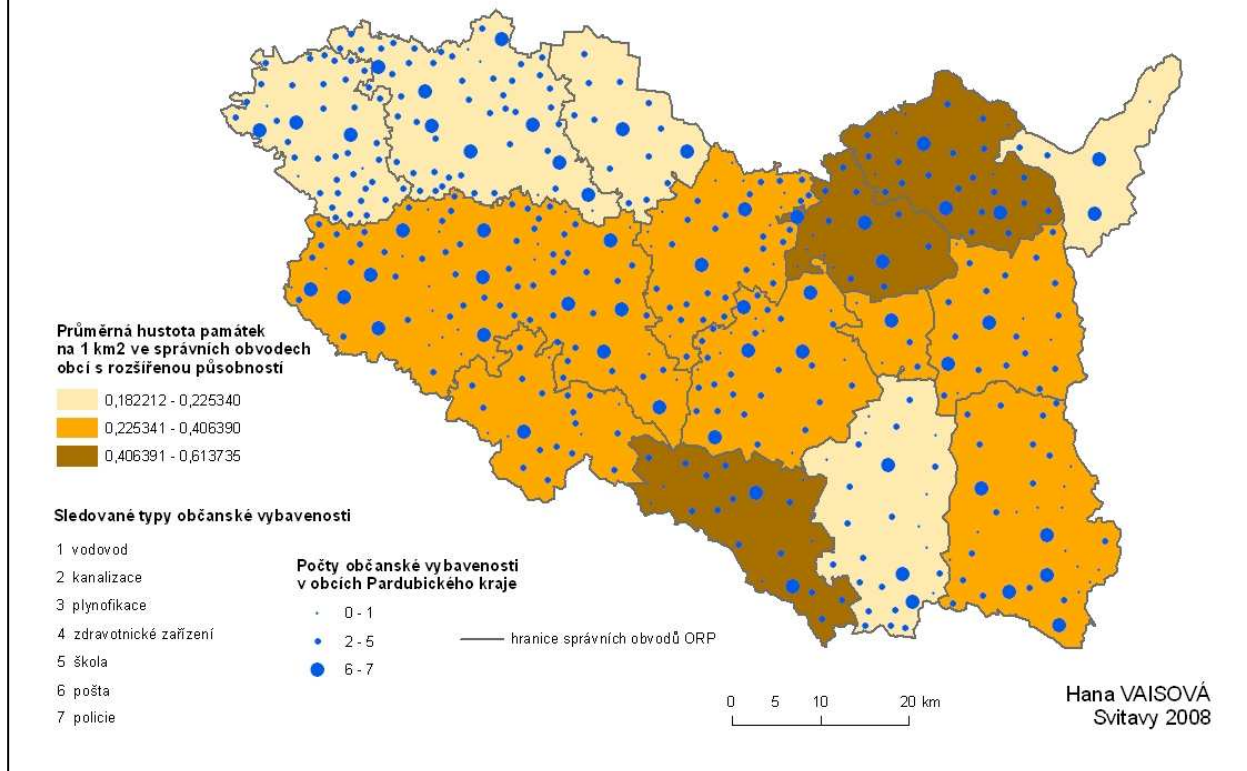 Průměrná hustota památek
na 1 km2 ve správních obvodech
obcí s rozšířenou působností
0,182212 - 0,225340
0,225341 - 0,406390
0,406391 - 0,613735
Sledované typy občanské vybavenosti
1 vodovod
2 kanalizace
3 plynofikace
4 zdravotnické zařízení
5 škola
6 pošta
7 policie
Počty občanské vybavenosti
v obcích Pardubického kraje
0 - 1
2 - 5
6 - 7
hranice správních obvodů ORP
0 5 10 20 km
Hana VAISOVÁ
Svitavy 2008